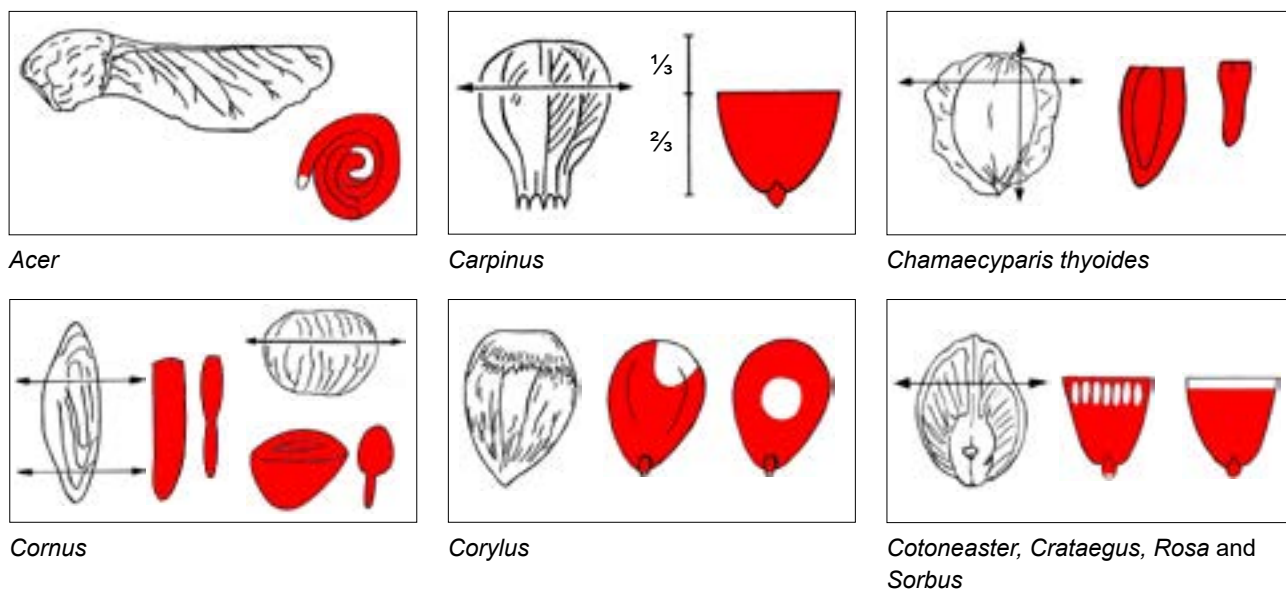 ⅓
⅔
Acer
Carpinus
Chamaecyparis thyoides
Cornus
Corylus
Cotoneaster, Crataegus, Rosa and
Sorbus